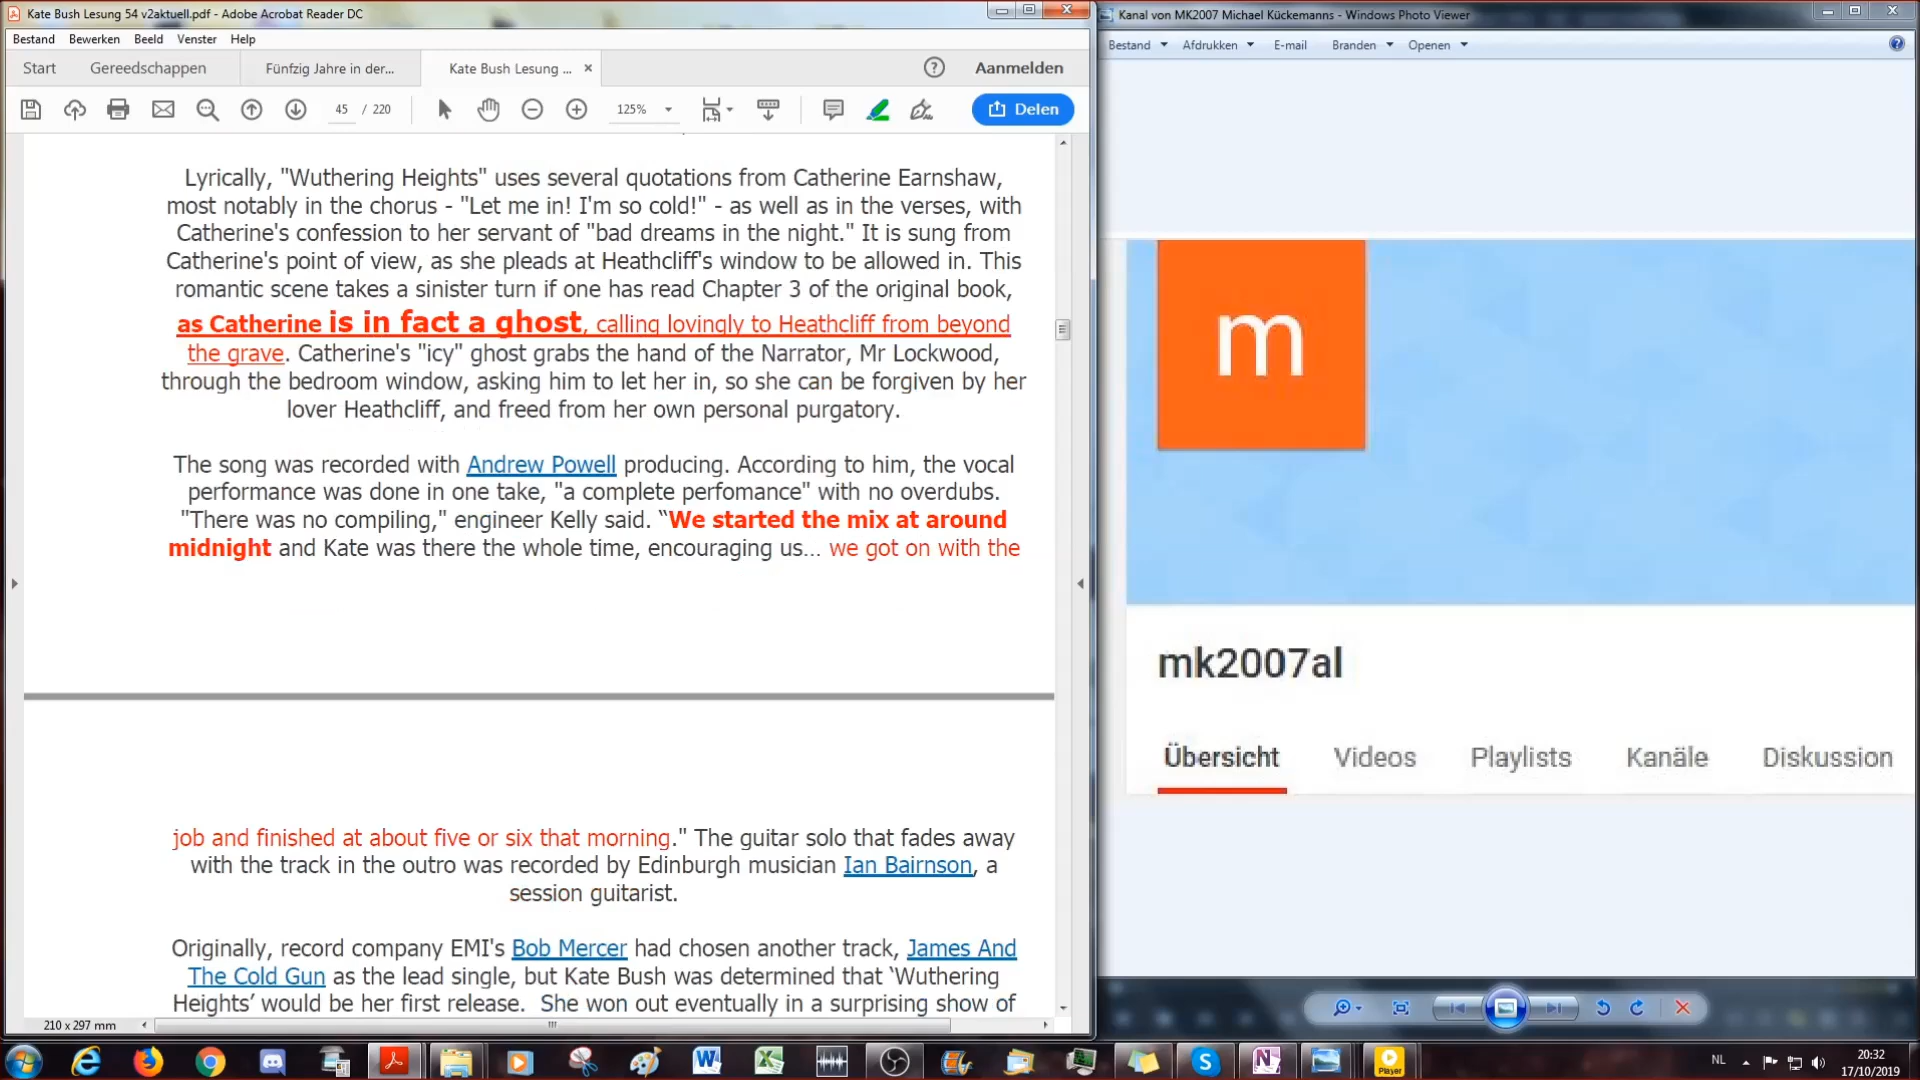 Kate Bush Lesung 54 v2aktuell.pdf - Adobe Acrobat Reader DC
Bestand Bewerken Beeld Venster Help
Start Gereedschappen Fünfzig Jahre in der... Kate Bush Lesung ... × Aanmelden
45 / 220 125% Delen
Lyrically, "Wuthering Heights" uses several quotations from Catherine Earnshaw,
most notably in the chorus - "Let me in! I'm so cold!" - as well as in the verses, with
Catherine's confession to her servant of "bad dreams in the night." It is sung from
Catherine's point of view, as she pleads at Heathcliff's window to be allowed in. This
romantic scene takes a sinister turn if one has read Chapter 3 of the original book,
as Catherine is in fact a ghost, calling lovingly to Heathcliff from beyond
the grave. Catherine's "icy" ghost grabs the hand of the Narrator, Mr Lockwood,
through the bedroom window, asking him to let her in, so she can be forgiven by her
lover Heathcliff, and freed from her own personal purgatory.
The song was recorded with Andrew Powell producing. According to him, the vocal
performance was done in one take, "a complete perfomance" with no overdubs.
"There was no compiling," engineer Kelly said. “We started the mix at around
midnight and Kate was there the whole time, encouraging us... we got on with the
job and finished at about five or six that morning." The guitar solo that fades away
with the track in the outro was recorded by Edinburgh musician Ian Bairnson, a
session guitarist.
Originally, record company EMI's Bob Mercer had chosen another track, James And
The Cold Gun as the lead single, but Kate Bush was determined that ‘Wuthering
Heights’ would be her first release. She won out eventually in a surprising show of
210 x 297 mm
Kanal von MK2007 Michael Kückemanns - Windows Photo Viewer
Bestand Afdrukken E-mail Branden Openen
m
mk2007al
Übersicht Videos Playlists Kanäle Diskussion
Player
NL
20:32
17/10/2019